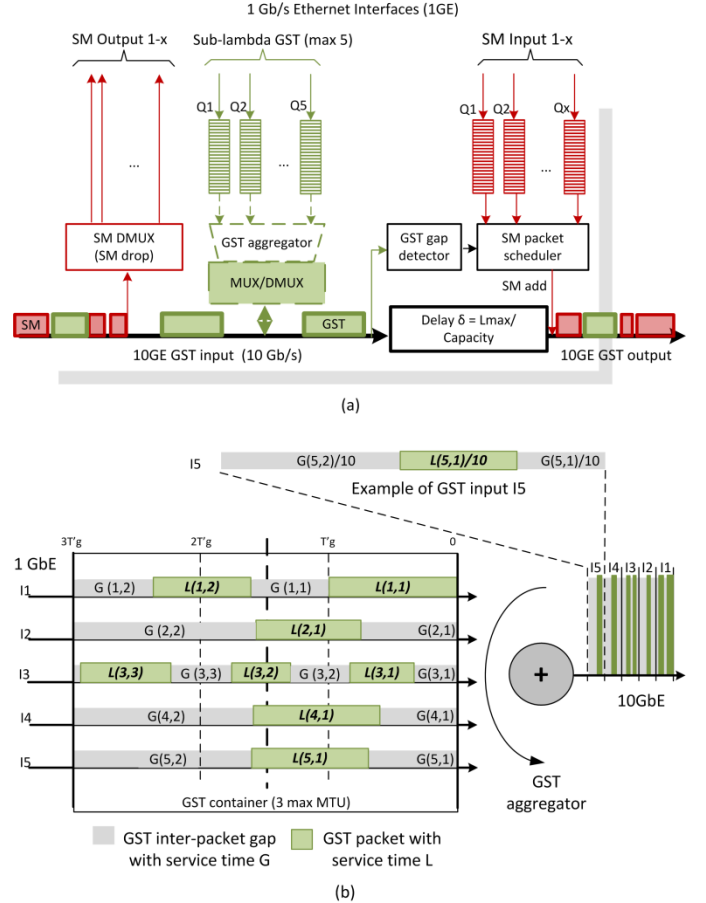 1 Gb/s Ethernet Interfaces (1GE)
SM Output 1-x
Sub-lambda GST (max 5)
SM Input 1-x
Q1
Q2
Q5
Q1
Q2
Qx
...
...
...
SM DMUX
(SM drop)
GST aggregator
MUX/DMUX
GST gap
detector
SM packet
scheduler
SM add
SM
GST
Delay δ = Lmax/
Capacity
10GE GST input (10 Gb/s)
10GE GST output
(a)
I5
G(5,2)/10
L(5,1)/10
G(5,1)/10
Example of GST input I5
3T'g
2T'g
T'g
0
1 GbE
I1
G (1,2)
L(1,2)
G (1,1)
L(1,1)
I2
G (2,2)
L(2,1)
G(2,1)
I3
L(3,3)
G (3,3)
L(3,2)
G (3,2)
L(3,1)
G(3,1)
I4
G(4,2)
L(4,1)
G(4,1)
I5
G(5,2)
L(5,1)
G(5,1)
GST container (3 max MTU)
I5
I4
I3
I2
I1
+
10GbE
GST
aggregator
GST inter-packet gap
with service time G
GST packet with
service time L
(b)